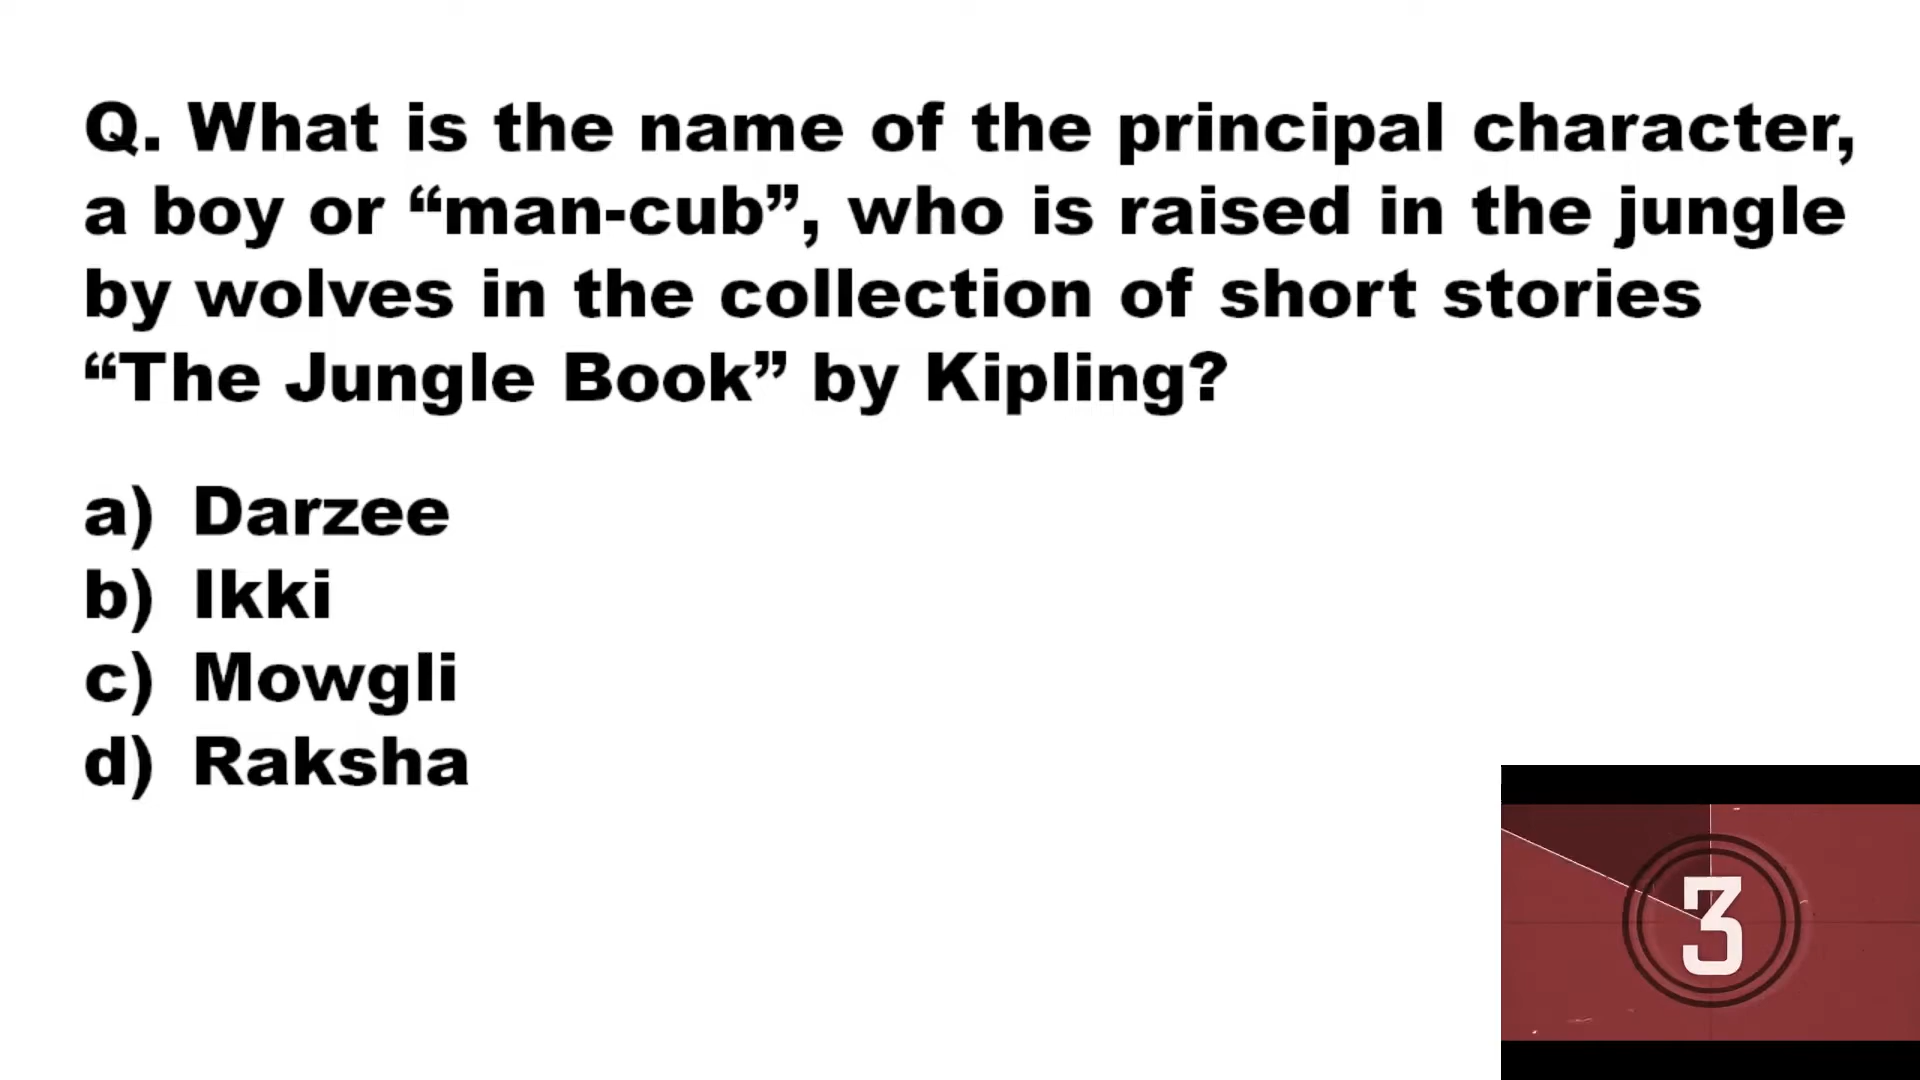 Q. What is the name of the principal character,
a boy or “man-cub”, who is raised in the jungle
by wolves in the collection of short stories
“The Jungle Book” by Kipling?
a) Darzee
b) Ikki
c) Mowgli
d) Raksha
3